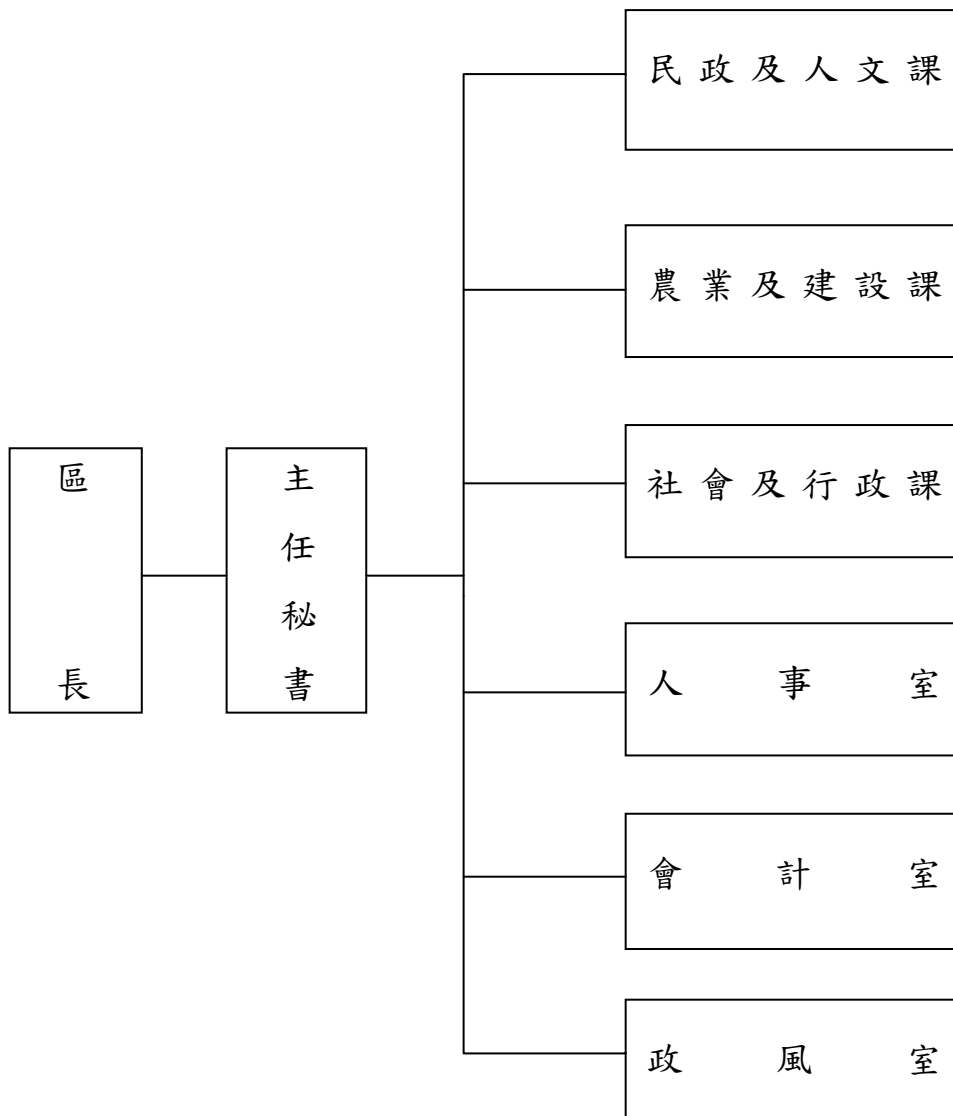 區長
主任秘書
民政及人文課
農業及建設課
社會及行政課
人事室
會計室
政風室